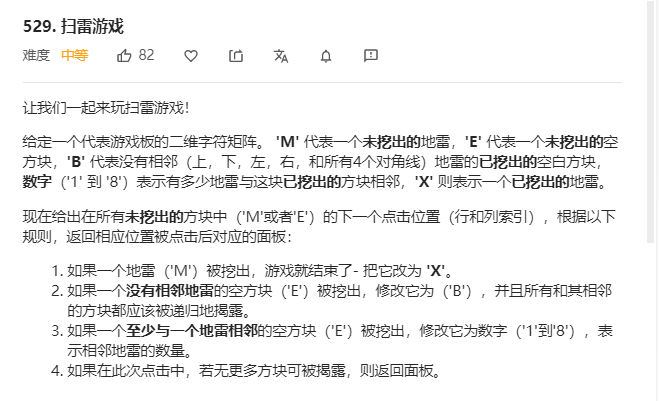 529. 扫雷游戏
难度 中等 82
让我们一起来玩扫雷游戏！
给定一个代表游戏板的二维字符矩阵。 'M' 代表一个未挖出的地雷，'E' 代表一个未挖出的空
方块，'B' 代表没有相邻（上，下，左，右，和所有4个对角线）地雷的已挖出的空白方块，
数字（'1' 到 '8'）表示有多少地雷与这块已挖出的方块相邻，'X' 则表示一个已挖出的地雷。
现在给出在所有未挖出的方块中（'M'或者'E'）的下一个点击位置（行和列索引），根据以下
规则，返回相应位置被点击后对应的面板：
1. 如果一个地雷（'M'）被挖出，游戏就结束了- 把它改为 'X'。
2. 如果一个没有相邻地雷的空方块（'E'）被挖出，修改它为（'B'），并且所有和其相邻
的方块都应该被递归地揭露。
3. 如果一个至少与一个地雷相邻的空方块（'E'）被挖出，修改它为数字（'1'到'8'），表
示相邻地雷的数量。
4. 如果在此次点击中，若无更多方块可被揭露，则返回面板。